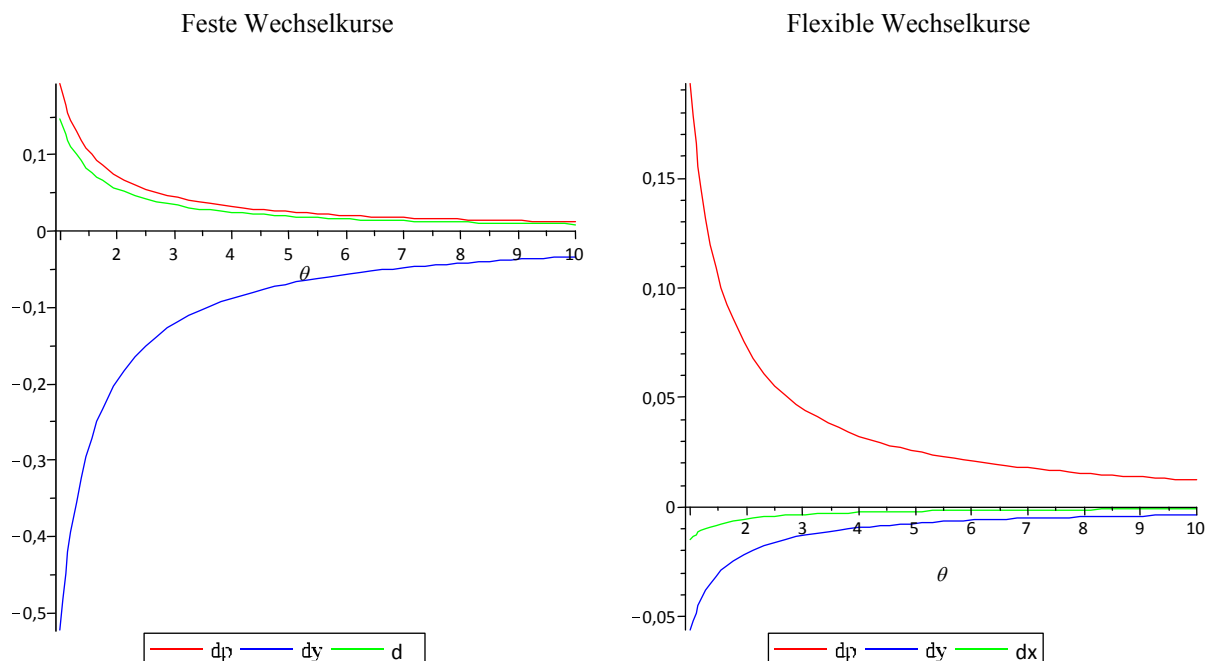 Feste Wechselkurse
0,1
0
2 3 4 5 6 7 8 9 10
θ
−0,1
−0,2
−0,3
−0,4
−0,5
dp dy d
Flexible Wechselkurse
0,15
0,10
0,05
0
2 3 4 5 6 7 8 9 10
θ
−0,05
dp dy dx